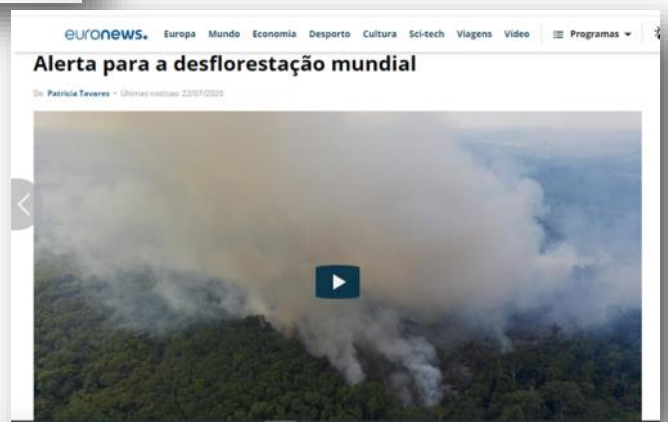 euronews. Europa Mundo Economia Desporto Cultura Sci-tech Viagens Video Programas
Alerta para a desflorestação mundial
De Patricia Tavares • Últimas notícias: 22/07/2020